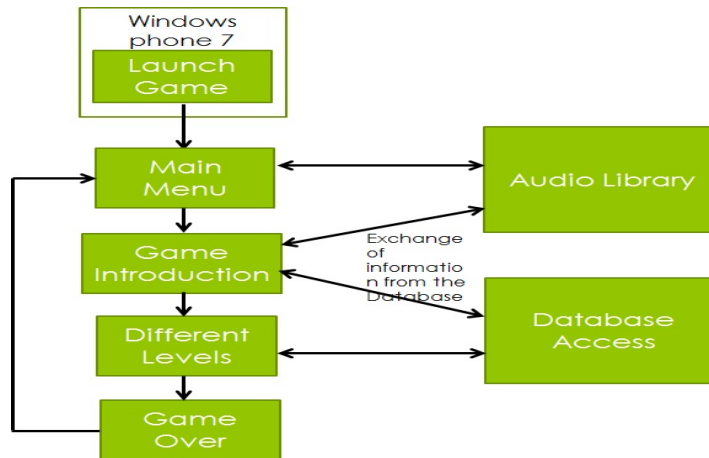 Windows
phone 7
Launch
Game
Main
Menu
Audio Library
Game
Introduction
Exchange
of
informatio
n from the
Database
Different
Levels
Database
Access
Game
Over